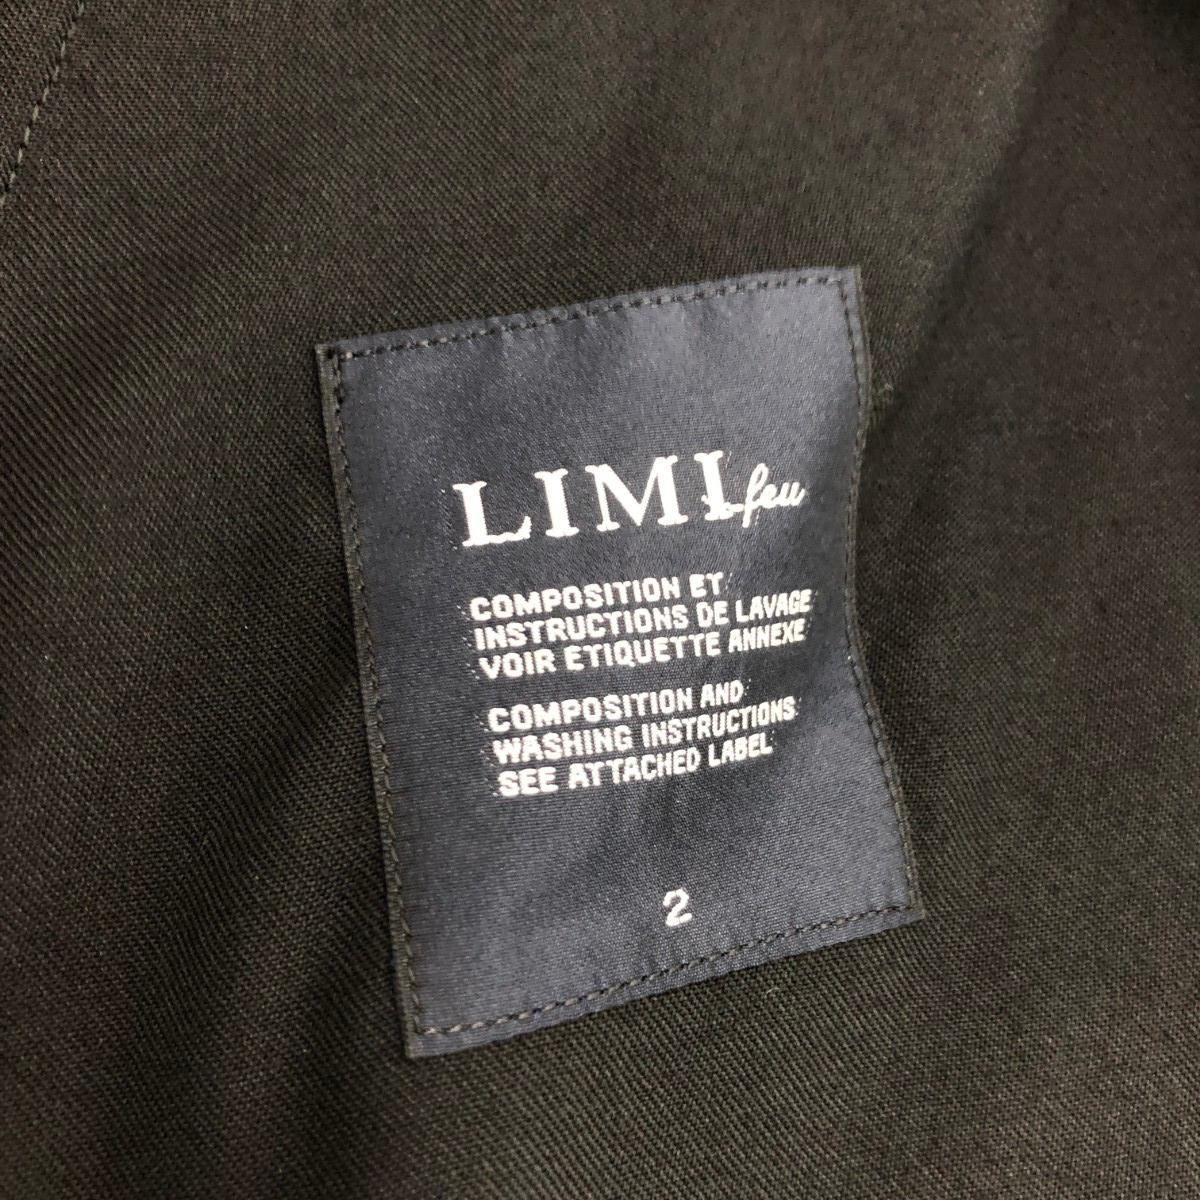 LIMI feu
COMPOSITION ET
INSTRUCTIONS DE LAVAGE
VOIR ETIQUETTE ANNEXE
COMPOSITION AND
WASHING INSTRUCTIONS
SEE ATTACHED LABEL
2